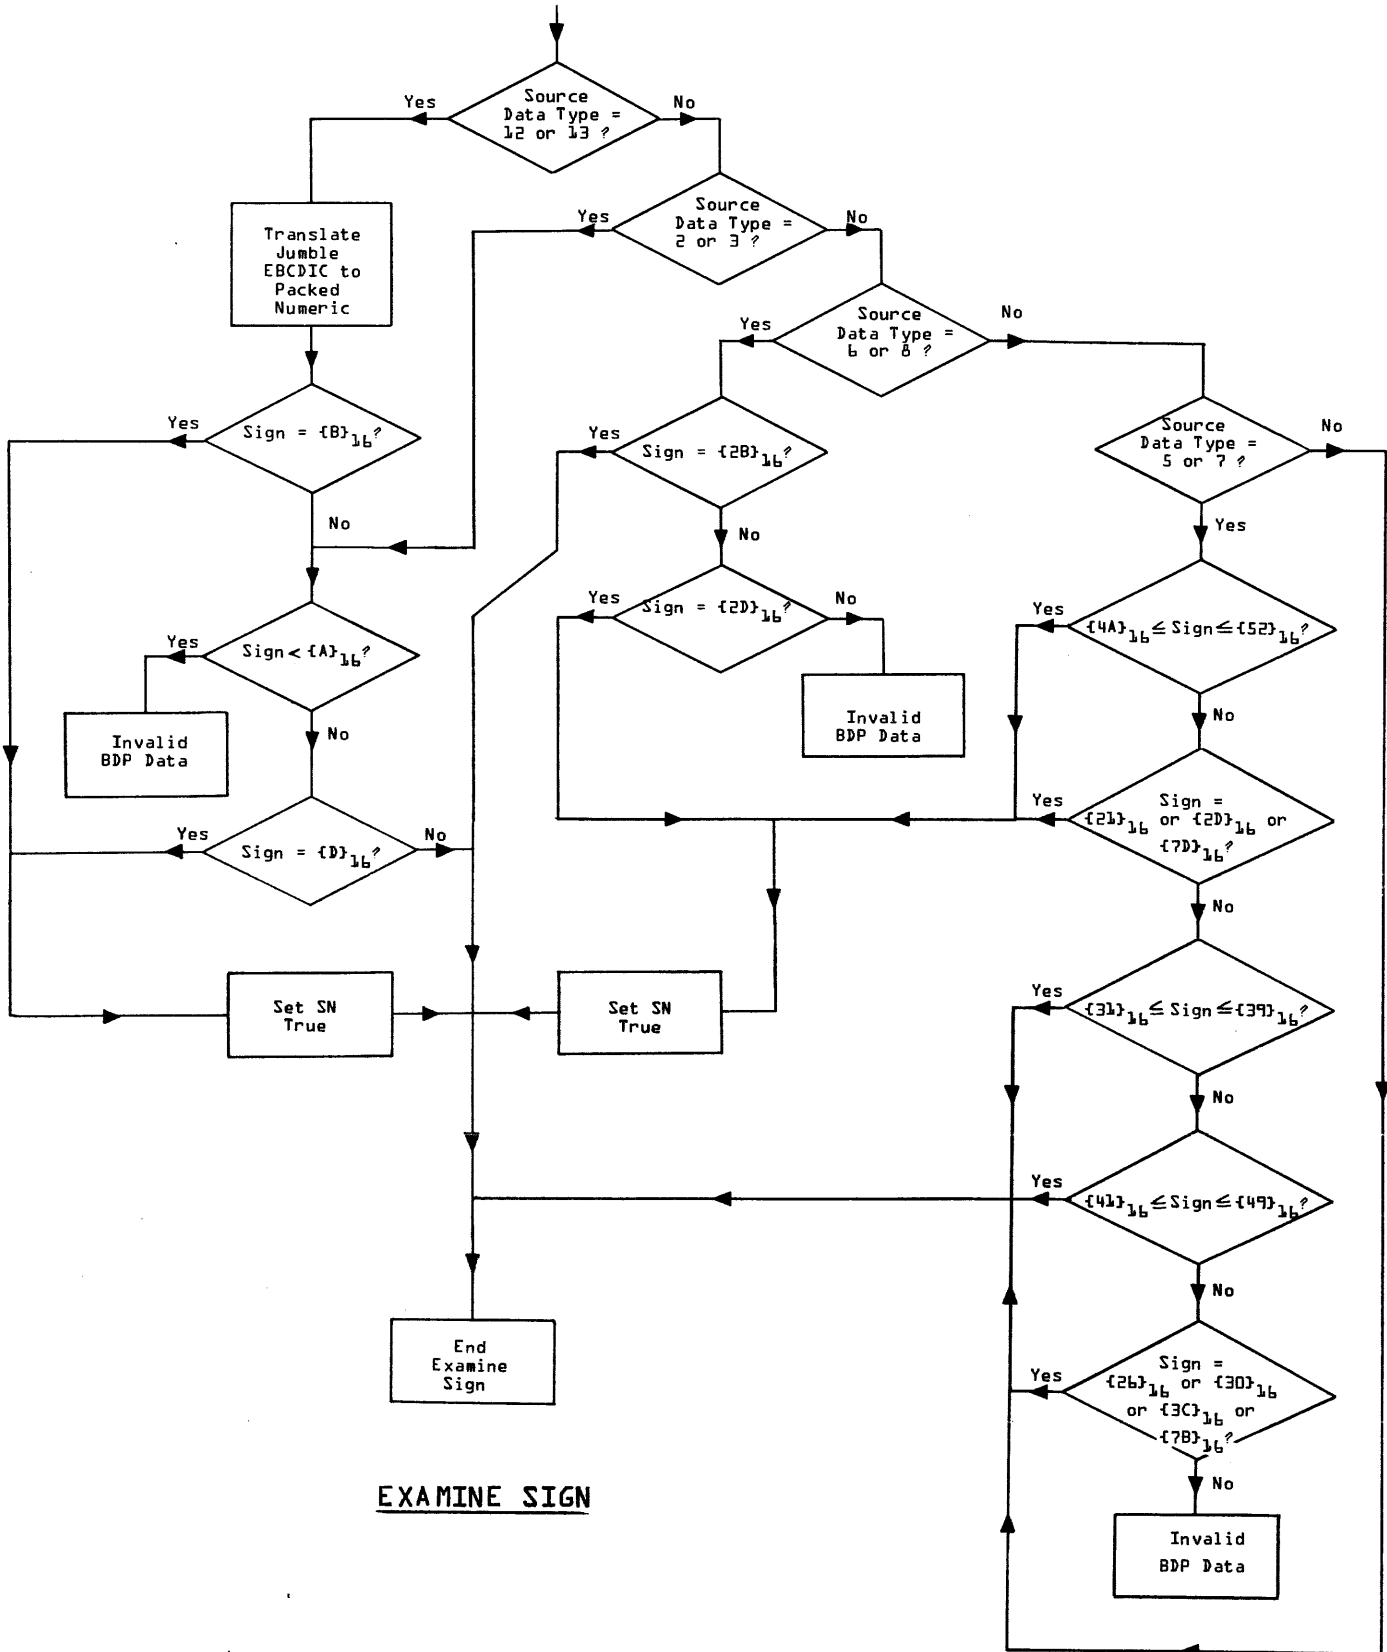 Source
Data Type =
12 or 13 ?
Yes
No
Source
Data Type =
2 or 3 ?
Yes
No
Translate
Jumble
EBCDIC to
Packed
Numeric
Source
Data Type =
6 or 8 ?
Yes
No
Sign = {B}16?
Yes
No
Sign = {2B}16?
Yes
No
Source
Data Type =
5 or 7 ?
No
Yes
Sign < {A}16?
Yes
No
Sign = {2D}16?
Yes
No
{4A}16 ≤ Sign ≤ {52}16?
Yes
No
Invalid
BDP Data
Invalid
BDP Data
Sign = {D}16?
Yes
No
Sign =
{21}16 or {2D}16 or
{7D}16?
Yes
No
Set SN
True
Set SN
True
{31}16 ≤ Sign ≤ {39}16?
Yes
No
{41}16 ≤ Sign ≤ {49}16?
Yes
No
End
Examine
Sign
Sign =
{26}16 or {30}16
or {3C}16 or
{7B}16?
Yes
No
Invalid
BDP Data
EXAMINE SIGN